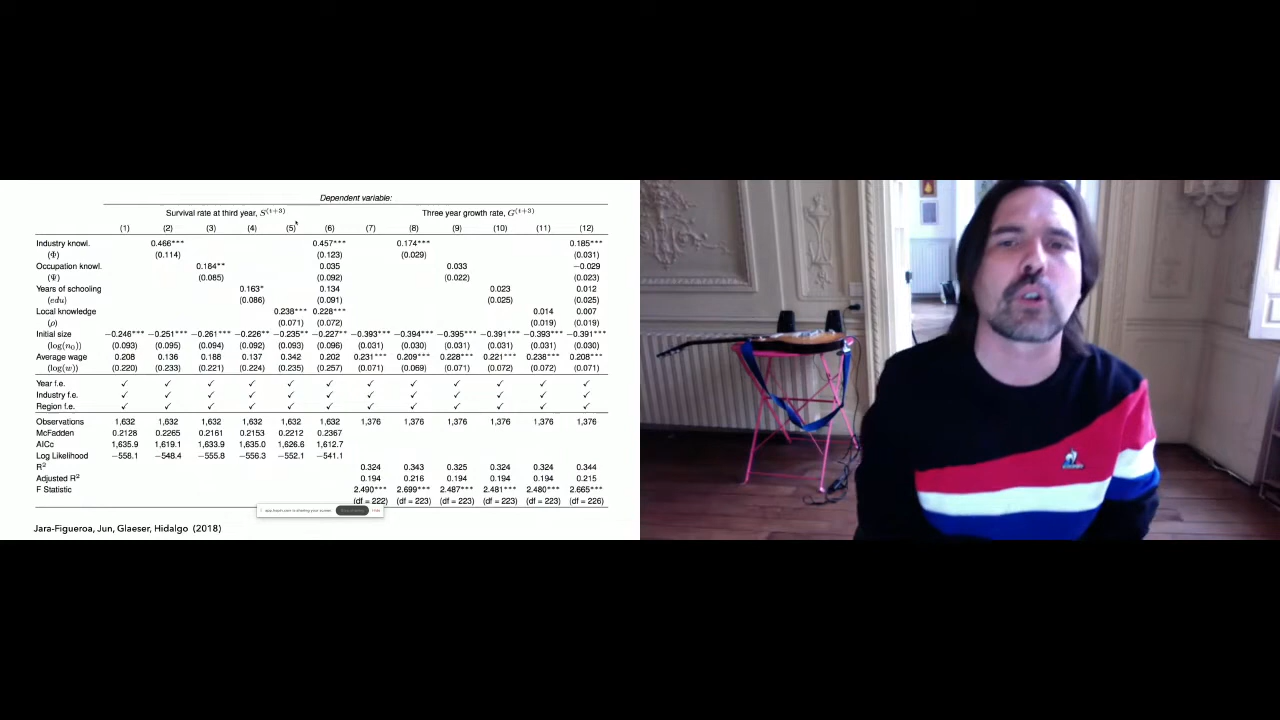 Dependent variable:
Survival rate at third year, S^(t+3) Three year growth rate, G^(t+3)
(1) (2) (3) (4) (5) (6) (7) (8) (9) (10) (11) (12)
Industry knowl. 0.466*** 0.457*** 0.174*** 0.185***
(Φ) (0.114) (0.123) (0.029) (0.031)
Occupation knowl. 0.164** 0.035 0.033 −0.029
(Ψ) (0.085) (0.092) (0.022) (0.023)
Years of schooling 0.163* 0.134 0.023 0.012
(edu) (0.086) (0.091) (0.025) (0.025)
Local knowledge 0.238*** 0.228*** 0.014 0.007
(ρ) (0.071) (0.072) (0.019) (0.019)
Initial size −0.246*** −0.251*** −0.261*** −0.226** −0.235** −0.227** −0.393*** −0.394*** −0.395*** −0.391*** −0.393*** −0.391***
(log(n₀)) (0.093) (0.095) (0.094) (0.092) (0.093) (0.096) (0.031) (0.030) (0.031) (0.031) (0.031) (0.030)
Average wage 0.208 0.136 0.188 0.137 0.342 0.202 0.231*** 0.209*** 0.228*** 0.221*** 0.238*** 0.208***
(log(w)) (0.220) (0.233) (0.221) (0.224) (0.235) (0.257) (0.071) (0.069) (0.071) (0.072) (0.072) (0.071)
Year f.e. ✓ ✓ ✓ ✓ ✓ ✓ ✓ ✓ ✓ ✓ ✓ ✓
Industry f.e. ✓ ✓ ✓ ✓ ✓ ✓ ✓ ✓ ✓ ✓ ✓ ✓
Region f.e. ✓ ✓ ✓ ✓ ✓ ✓ ✓ ✓ ✓ ✓ ✓ ✓
Observations 1,632 1,632 1,632 1,632 1,632 1,632 1,376 1,376 1,376 1,376 1,376 1,376
McFadden 0.2128 0.2265 0.2161 0.2153 0.2212 0.2367
AICc 1,635.9 1,619.1 1,633.9 1,635.0 1,626.6 1,612.7
Log Likelihood −558.1 −548.4 −555.8 −556.3 −552.1 −541.1
R² 0.324 0.343 0.325 0.324 0.324 0.344
Adjusted R² 0.194 0.216 0.194 0.194 0.194 0.215
F Statistic 2.490*** 2.699*** 2.487*** 2.481*** 2.480*** 2.665***
(df = 222) (df = 223) (df = 223) (df = 223) (df = 223) (df = 226)
is sharing your screen.
Jara-Figueroa, Jun, Glaeser, Hidalgo (2018)